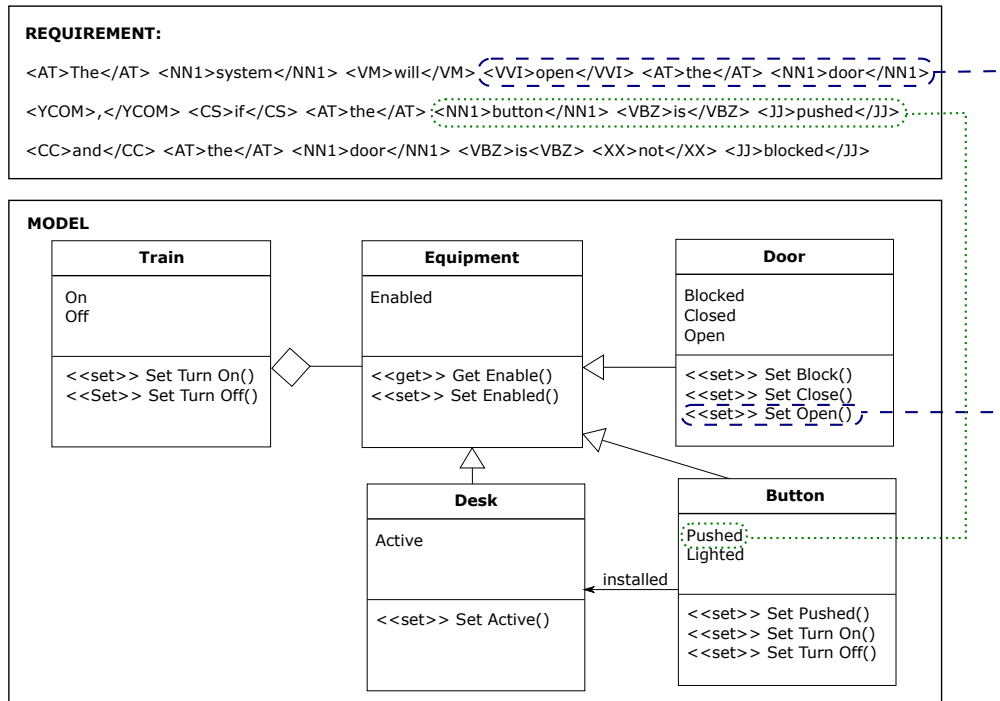 REQUIREMENT:
<AT>The</AT> <NN1>system</NN1> <VM>will</VM> <VVI>open</VVI> <AT>the</AT> <NN1>door</NN1>
<YCOM>,</YCOM> <CS>if</CS> <AT>the</AT> <NN1>button</NN1> <VBZ>is</VBZ> <JJ>pushed</JJ>
<CC>and</CC> <AT>the</AT> <NN1>door</NN1> <VBZ>is<VBZ> <XX>not</XX> <JJ>blocked</JJ>
MODEL
Train
On
Off
<<set>> Set Turn On()
<<Set>> Set Turn Off()
Equipment
Enabled
<<get>> Get Enable()
<<set>> Set Enabled()
Door
Blocked
Closed
Open
<<set>> Set Block()
<<set>> Set Close()
<<set>> Set Open()
Desk
Active
<<set>> Set Active()
installed
Button
Pushed
Lighted
<<set>> Set Pushed()
<<set>> Set Turn On()
<<set>> Set Turn Off()